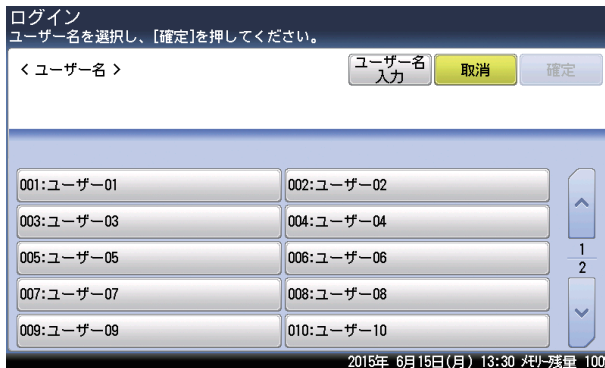 ログイン
ユーザー名を選択し、[確定]を押してください。
< ユーザー名 >
ユーザー名
入力
取消
確定
001:ユーザー01
002:ユーザー02
003:ユーザー03
004:ユーザー04
005:ユーザー05
006:ユーザー06
007:ユーザー07
008:ユーザー08
009:ユーザー09
010:ユーザー10
1
2
2015年 6月15日(月) 13:30 メモリー残量 100